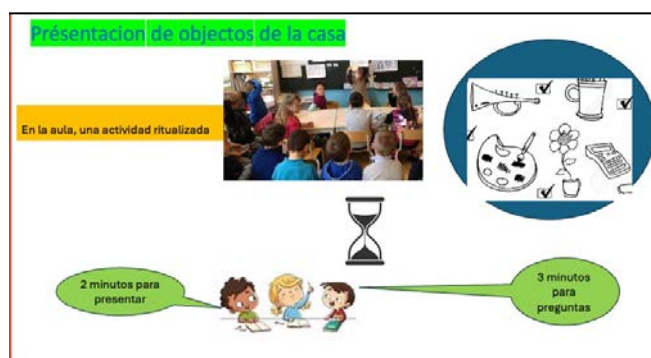 Présentacion de objectos de la casa
En la aula, una actividad ritualizada
2 minutos para
presentar
3 minutos
para
preguntas